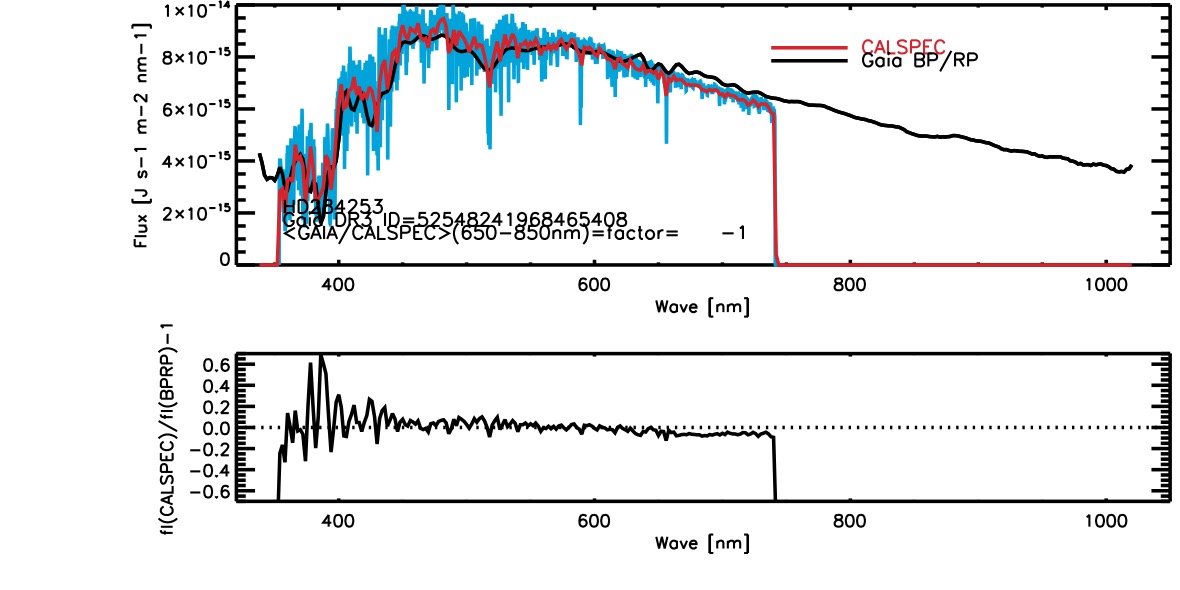 1×10⁻¹⁴
8×10⁻¹⁵
6×10⁻¹⁵
4×10⁻¹⁵
2×10⁻¹⁵
0
Flux [J s-1 m-2 nm-1]
CALSPEC
Gaia BP/RP
HD284253
Gaia DR3 ID=52548241968465408
<GAIA/CALSPEC>(650-850nm)=factor= -1
400 600 800 1000
Wave [nm]
fl(CALSPEC)/fl(BPRP)-1
0.6
0.4
0.2
0.0
-0.2
-0.4
-0.6
400 600 800 1000
Wave [nm]